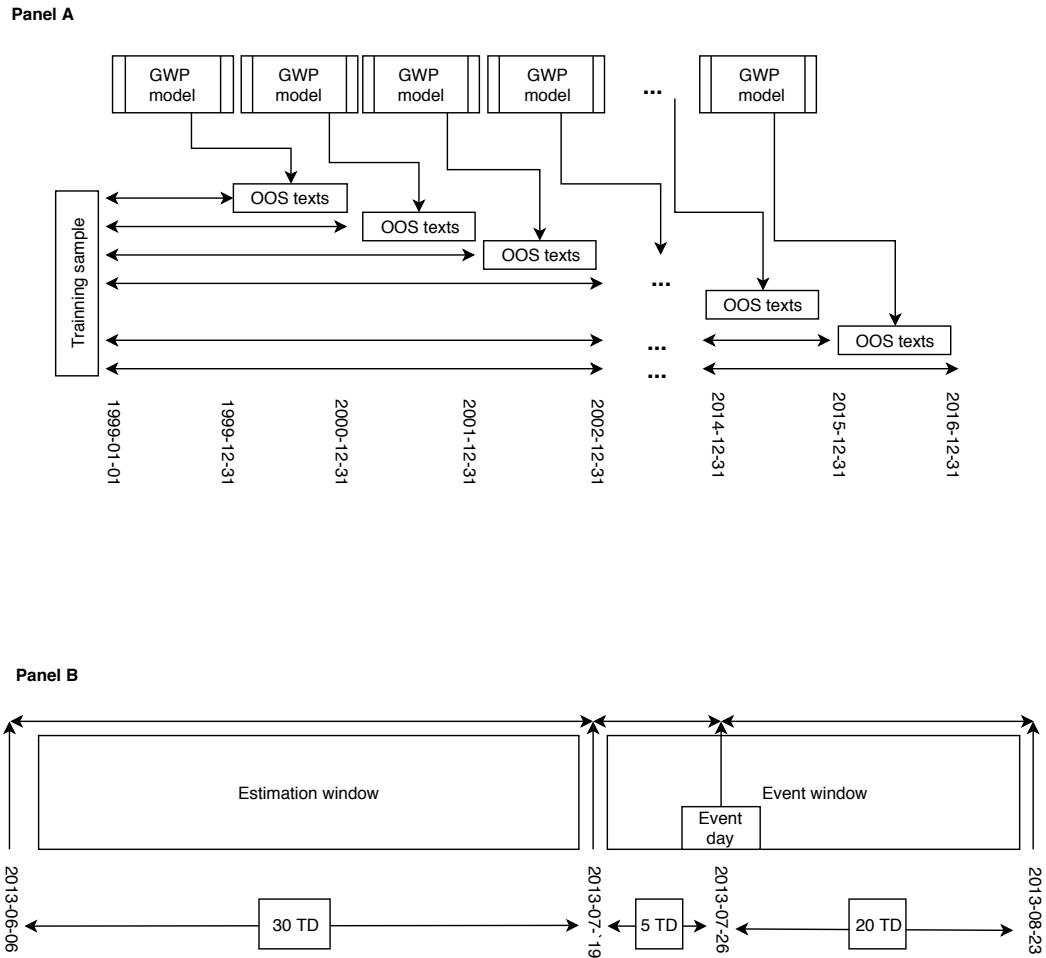 Panel A
GWP
model
GWP
model
GWP
model
GWP
model
...
GWP
model
OOS texts
OOS texts
OOS texts
...
OOS texts
OOS texts
...
...
Trainning sample
1999-01-01
1999-12-31
2000-12-31
2001-12-31
2002-12-31
2014-12-31
2015-12-31
2016-12-31
Panel B
Estimation window
Event window
Event
day
2013-06-06
30 TD
2013-07-`19
5 TD
2013-07-26
20 TD
2013-08-23